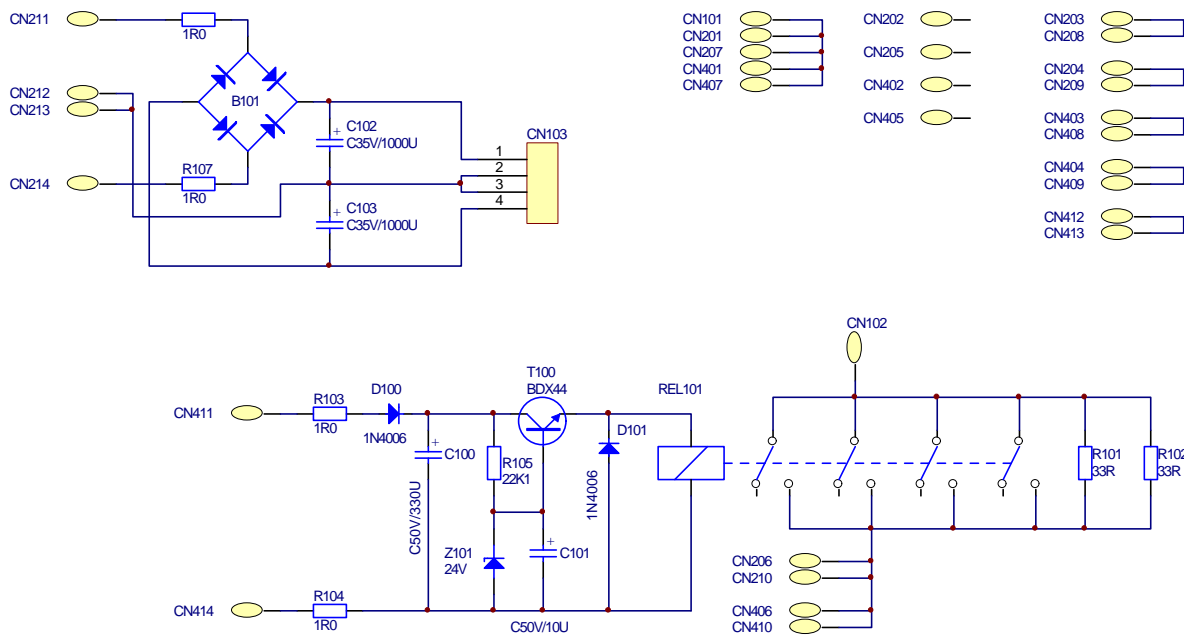 CN211
1R0
CN212
CN213
B101
C102
C35V/1000U
CN103
1
2
3
4
R107
1R0
CN214
C103
C35V/1000U
CN101
CN201
CN207
CN401
CN407
CN202
CN205
CN402
CN405
CN203
CN208
CN204
CN209
CN403
CN408
CN404
CN409
CN412
CN413
CN102
T100
BDX44
REL101
D100
R103
CN411
1R0
1N4006
D101
C100
R105
22K1
1N4006
C50V/330U
R101
33R
R102
33R
Z101
24V
C101
CN206
CN210
R104
CN414
1R0
C50V/10U
CN406
CN410